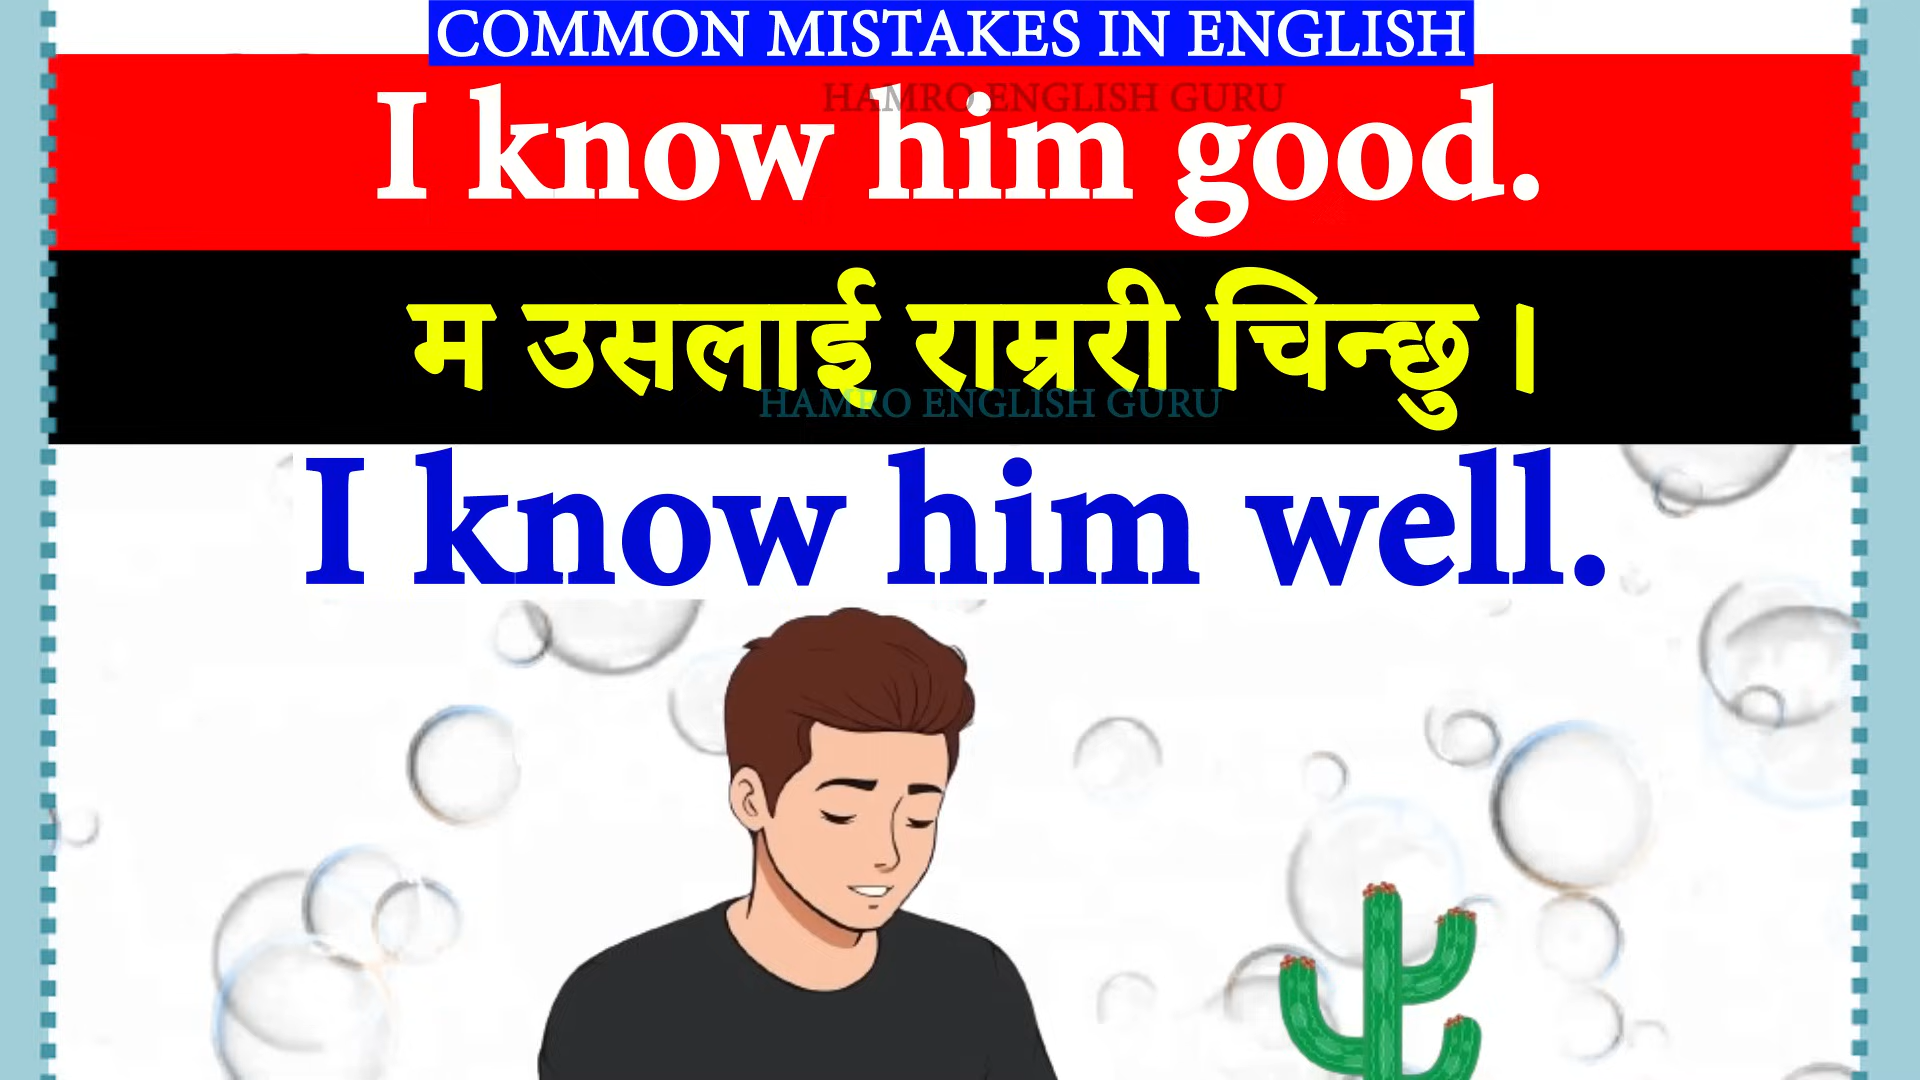 COMMON MISTAKES IN ENGLISH
HAMRO ENGLISH GURU
I know him good.
म उसलाई राम्ररी चिन्छु ।
HAMRO ENGLISH GURU
I know him well.